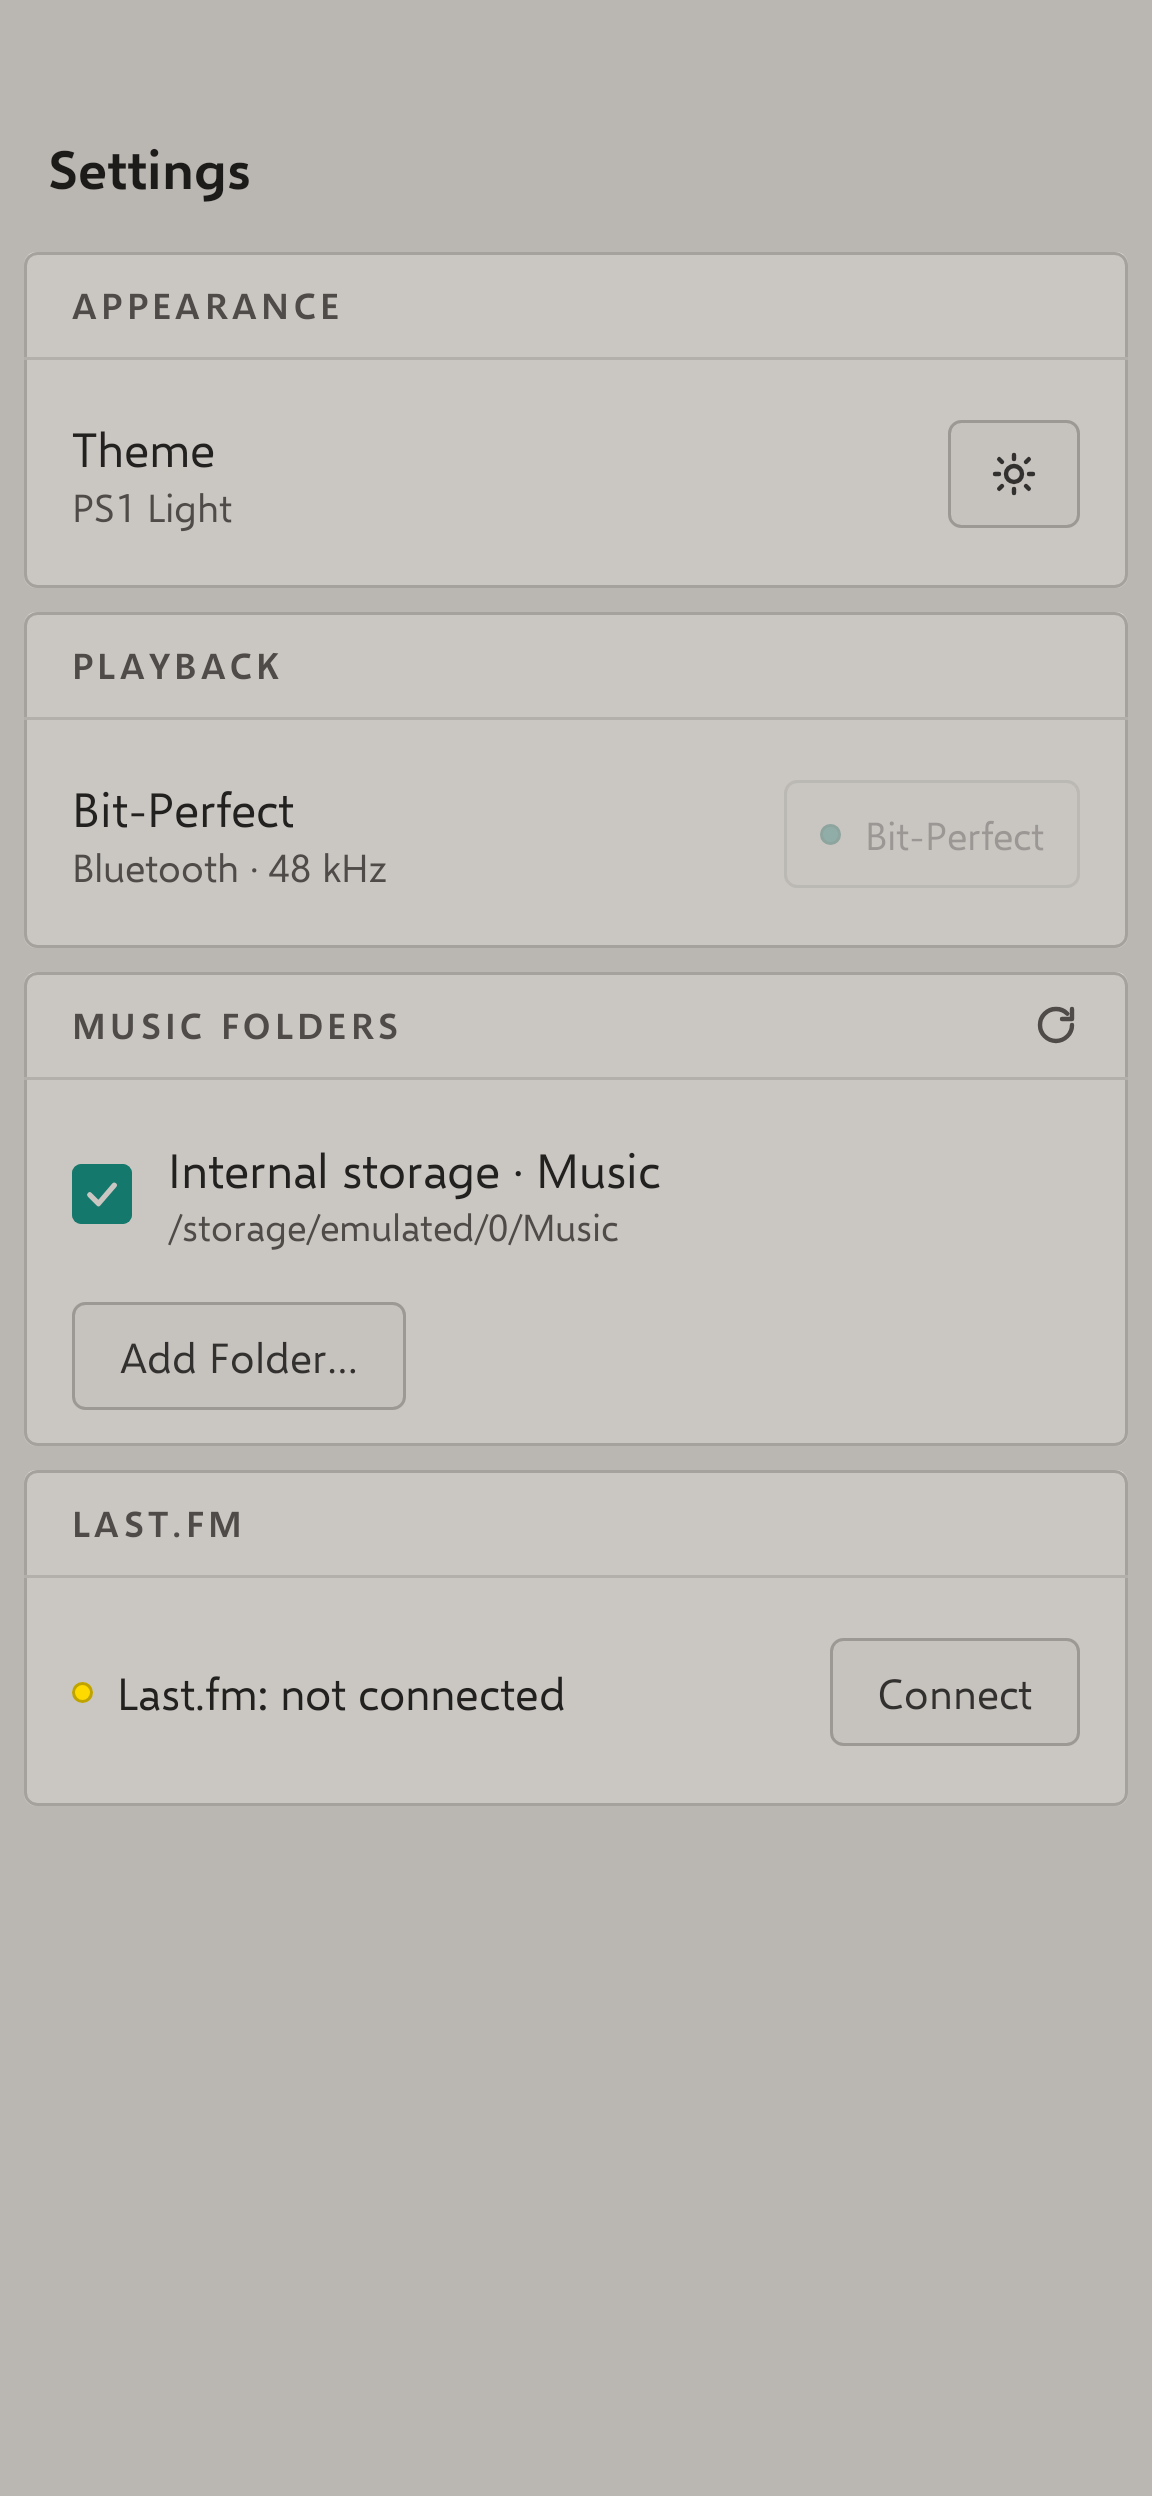 Settings
APPEARANCE
Theme
PS1 Light
PLAYBACK
Bit-Perfect
Bluetooth · 48 kHz
Bit-Perfect
MUSIC FOLDERS
Internal storage · Music
/storage/emulated/0/Music
Add Folder...
LAST.FM
Last.fm: not connected
Connect